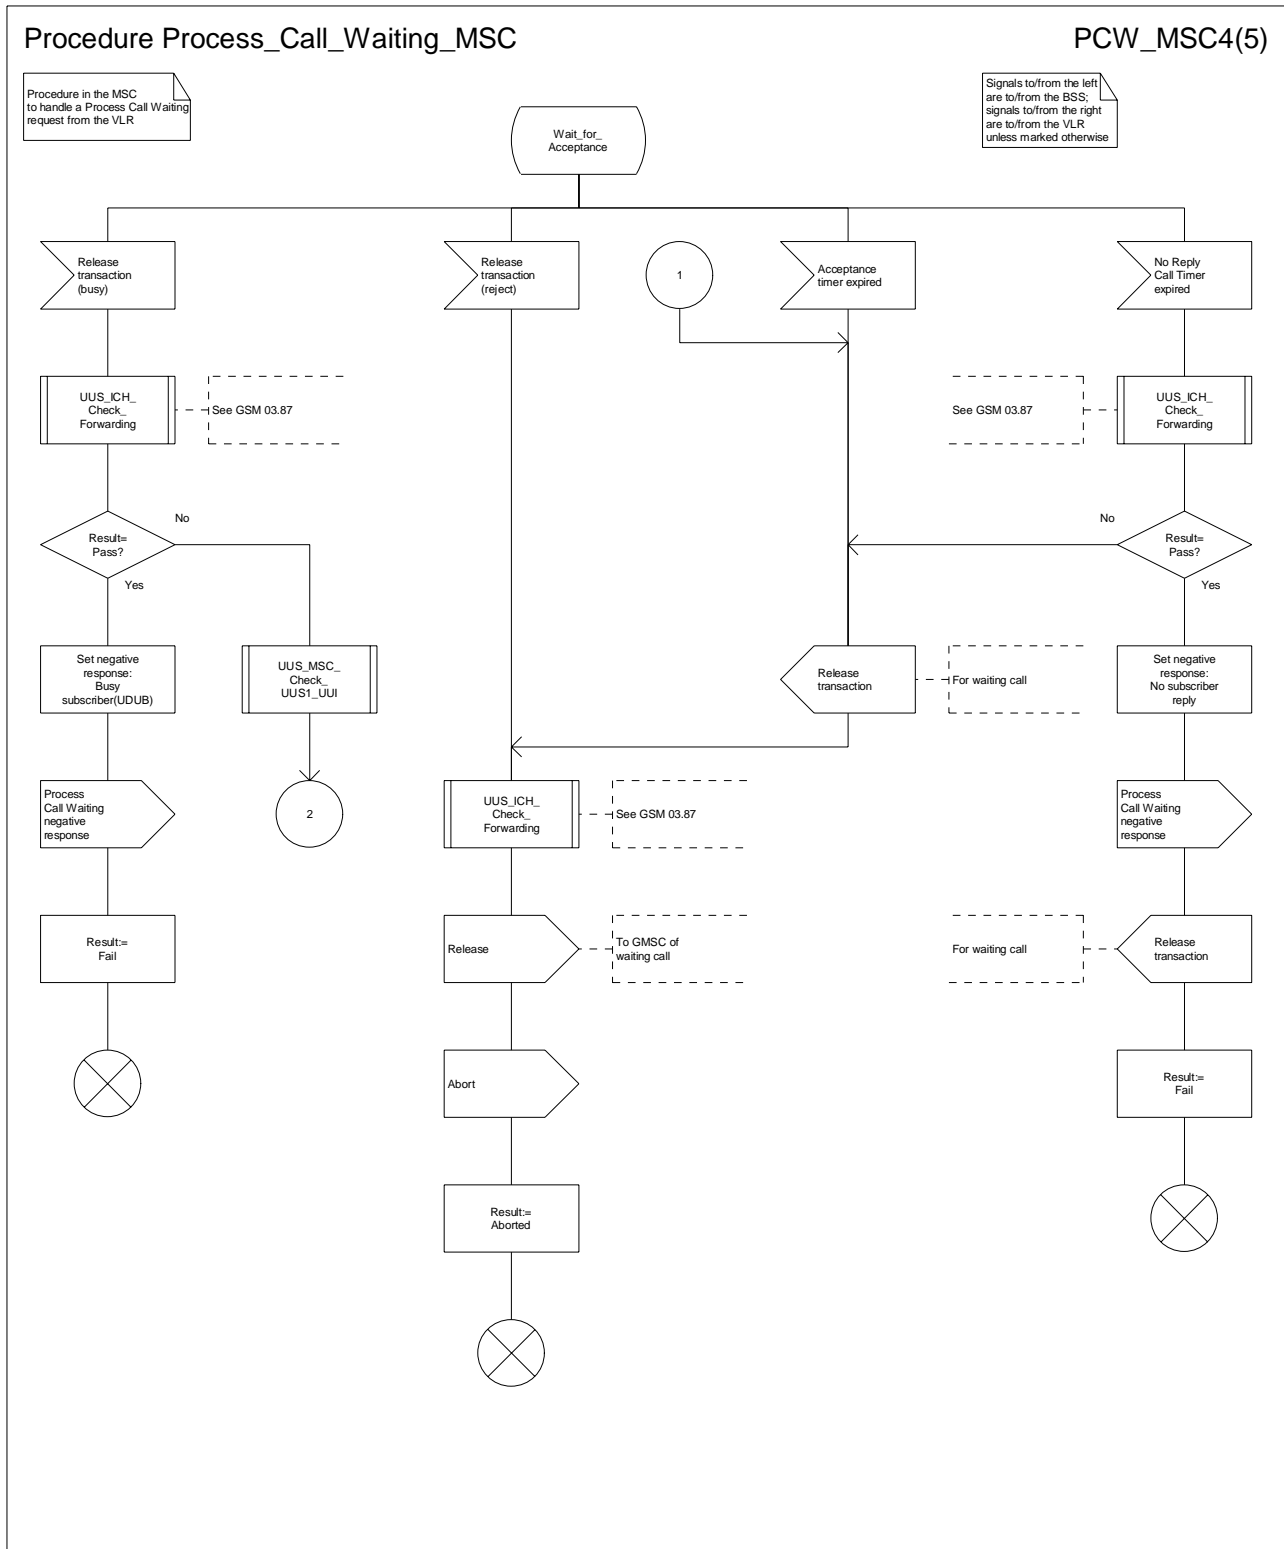 Procedure Process_Call_Waiting_MSC
PCW_MSC4(5)
Procedure in the MSC
to handle a Process Call Waiting
request from the VLR
Signals to/from the left
are to/from the BSS;
signals to/from the right
are to/from the VLR
unless marked otherwise
Wait_for_
Acceptance
Release
transaction
(busy)
Release
transaction
(reject)
1
Acceptance
timer expired
No Reply
Call Timer
expired
UUS_ICH_
Check_
Forwarding
See GSM 03.87
See GSM 03.87
UUS_ICH_
Check_
Forwarding
Result=
Pass?
No
Yes
No
Result=
Pass?
Yes
Set negative
response:
Busy
subscriber(UDUB)
UUS_MSC_
Check_
UUS1_UUI
Release
transaction
For waiting call
Set negative
response:
No subscriber
reply
Process
Call Waiting
negative
response
2
UUS_ICH_
Check_
Forwarding
See GSM 03.87
Process
Call Waiting
negative
response
Result:=
Fail
Release
To GMSC of
waiting call
For waiting call
Release
transaction
Abort
Result:=
Fail
Result:=
Aborted